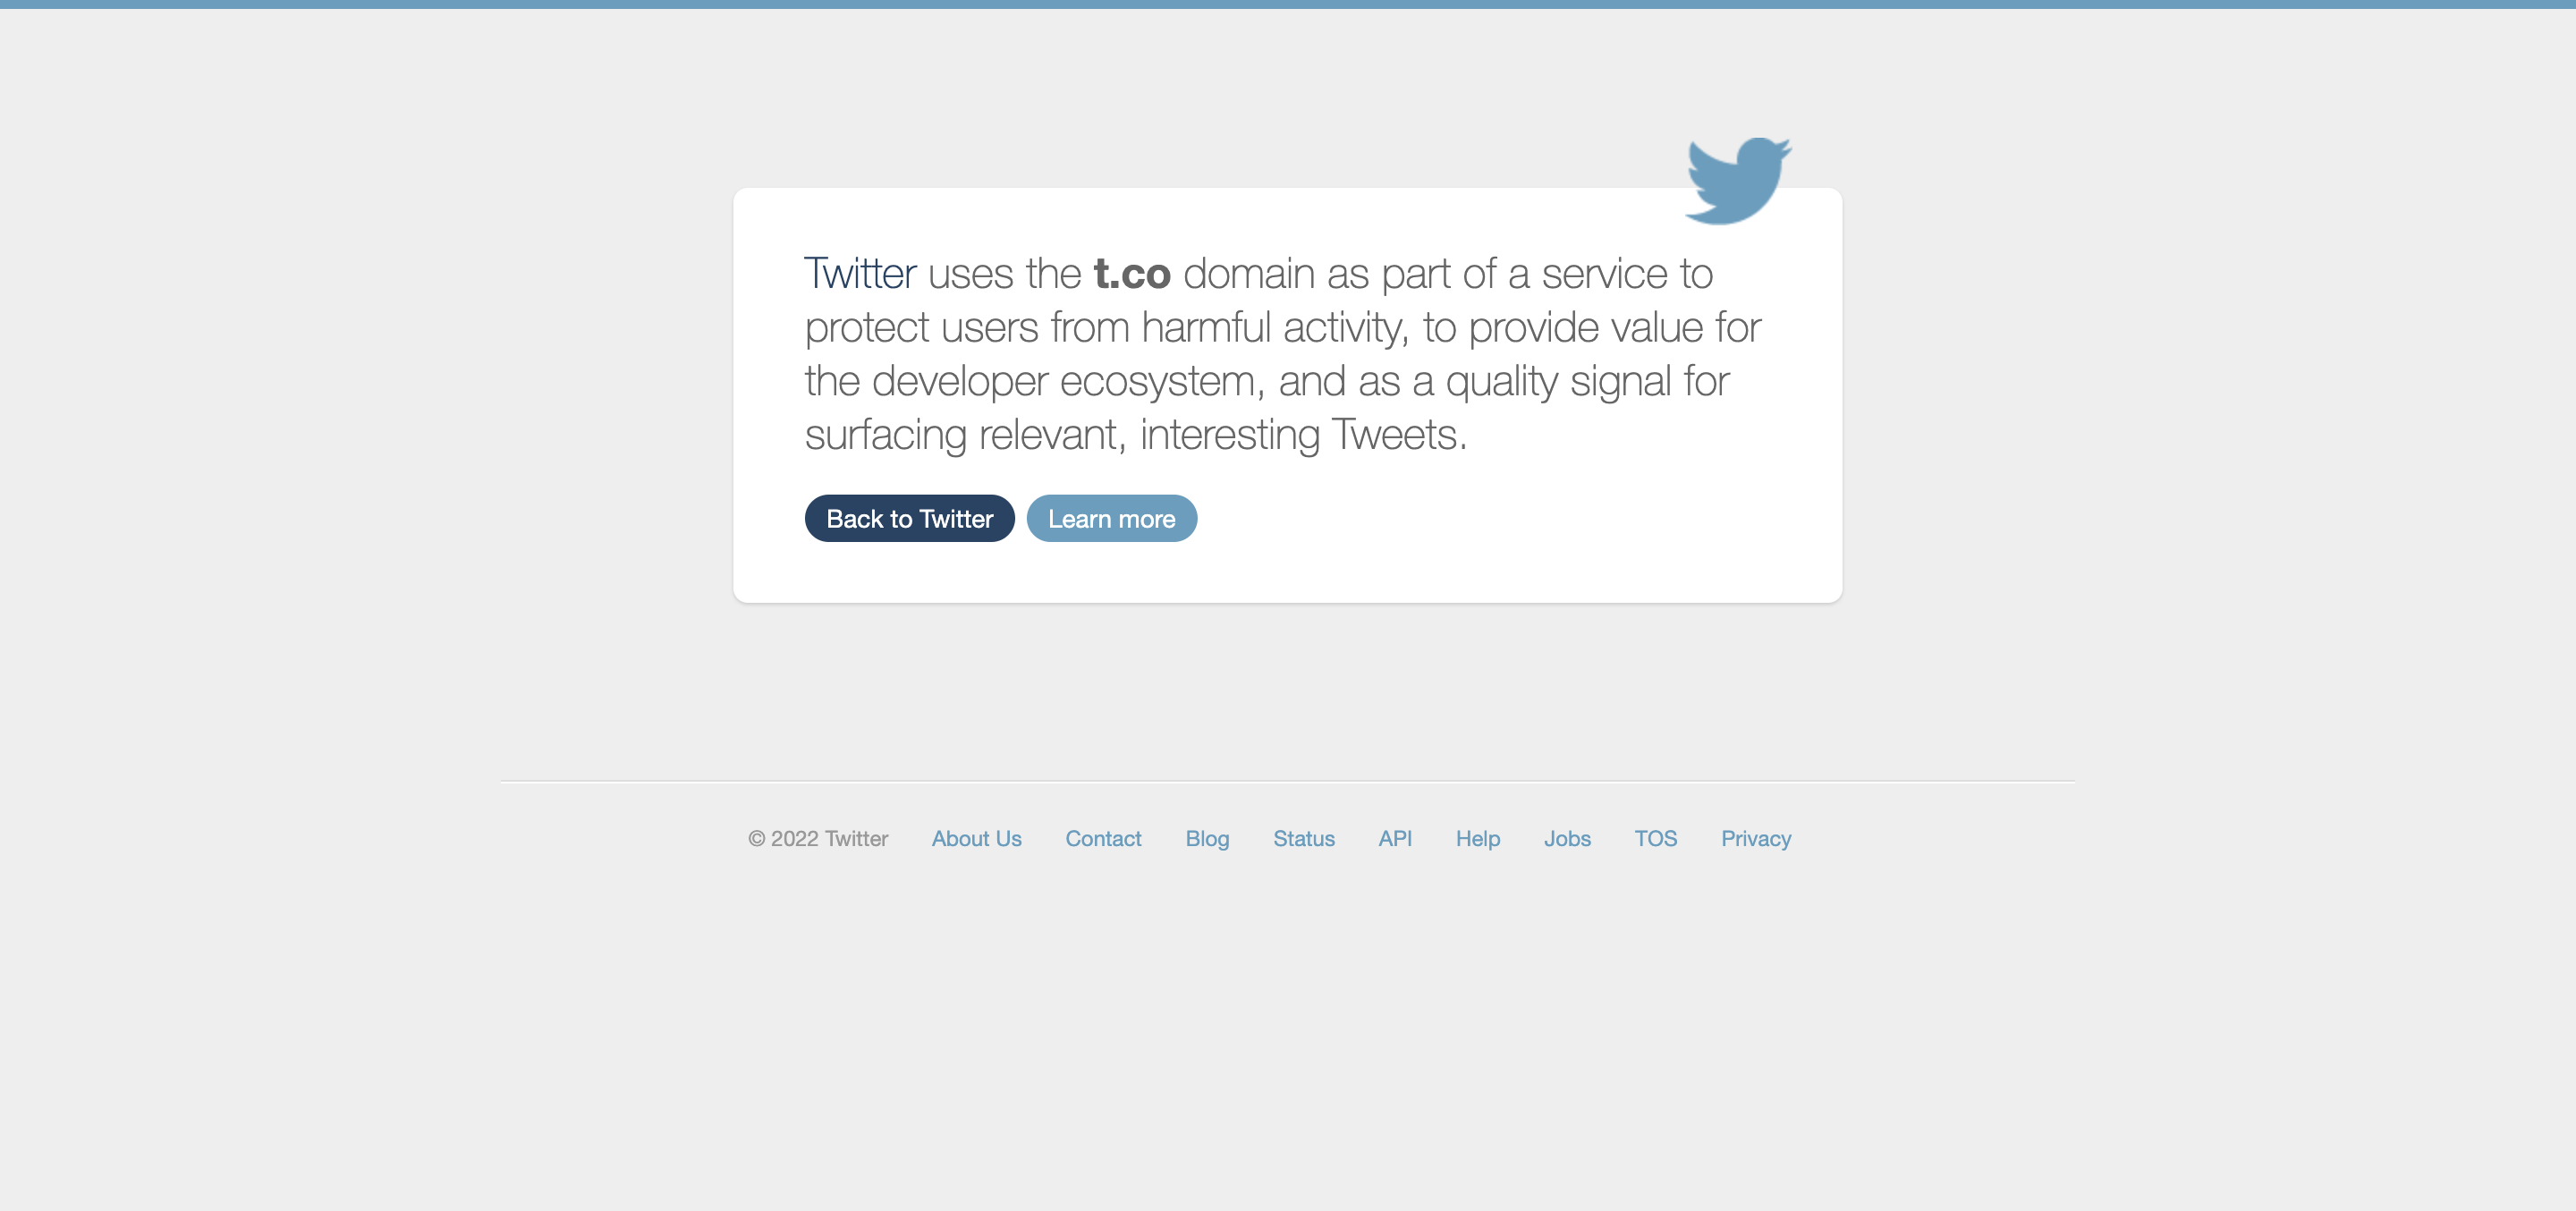 Twitter uses the t.co domain as part of a service to
protect users from harmful activity, to provide value for
the developer ecosystem, and as a quality signal for
surfacing relevant, interesting Tweets.
Back to Twitter Learn more
© 2022 Twitter About Us Contact Blog Status API Help Jobs TOS Privacy